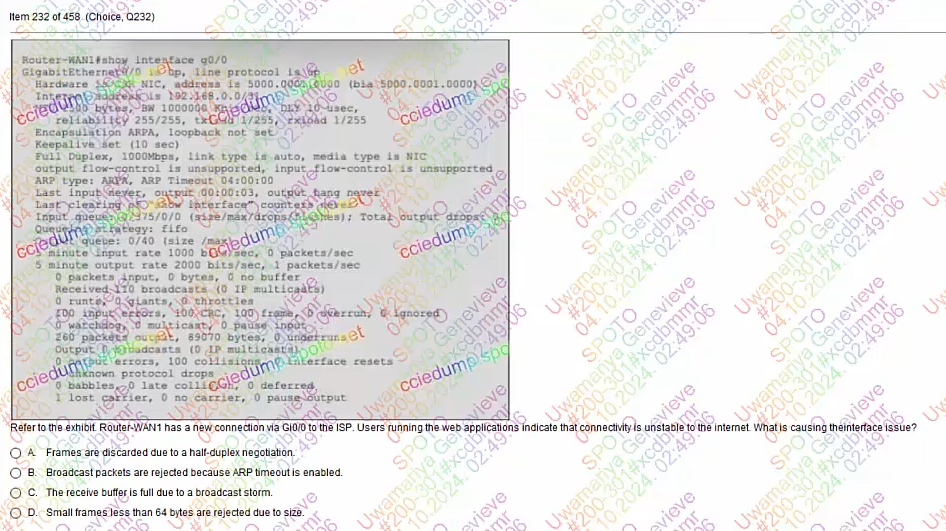 Item 232 of 458 (Choice, Q232)
Router-WAN1#show interface g0/0
GigabitEthernet0/0 is up, line protocol is up
Hardware is NIC, address is 5000.0001.0000 (bia 5000.0001.0000)
Internet address is 192.168.0.0/
bytes, BW 1000000 DLY 10 usec,
reliability 255/255, txload 1/255, rxload 1/255
Encapsulation ARPA, loopback not set
Keepalive set (10 sec)
Full Duplex, 1000Mbps, link type is auto, media type is NIC
output flow-control is unsupported, input flow-control is unsupported
ARP type: ARPA, ARP Timeout 04:00:00
Last input never, output 00:00:03, output hang never
Last clearing of "show interface" counters never
Input queue: 0/375/0/0 (size/max/drops/flushes); Total output drops:
Queueing strategy: fifo
queue: 0/40 (size /max)
5 minute input rate 1000 bits/sec, 0 packets/sec
5 minute output rate 2000 bits/sec, 1 packets/sec
0 packets input, 0 bytes, 0 no buffer
Received 110 broadcasts (0 IP multicasts)
0 runts, 0 giants, 0 throttles
100 input errors, 100 CRC, 100 frame, 0 overrun, 0 ignored
0 watchdog, 0 multicast, 0 pause input
260 packets output, 89070 bytes, 0 underruns
Output 0 broadcasts (0 IP multicasts)
0 output errors, 100 collisions, interface resets
unknown protocol drops
0 babbles, 0 late collision, 0 deferred
1 lost carrier, 0 no carrier, 0 pause output
Refer to the exhibit. Router-WAN1 has a new connection via Gi0/0 to the ISP. Users running the web applications indicate that connectivity is unstable to the internet. What is causing theinterface issue?
A. Frames are discarded due to a half-duplex negotiation.
B. Broadcast packets are rejected because ARP timeout is enabled.
C. The receive buffer is full due to a broadcast storm.
D. Small frames less than 64 bytes are rejected due to size.